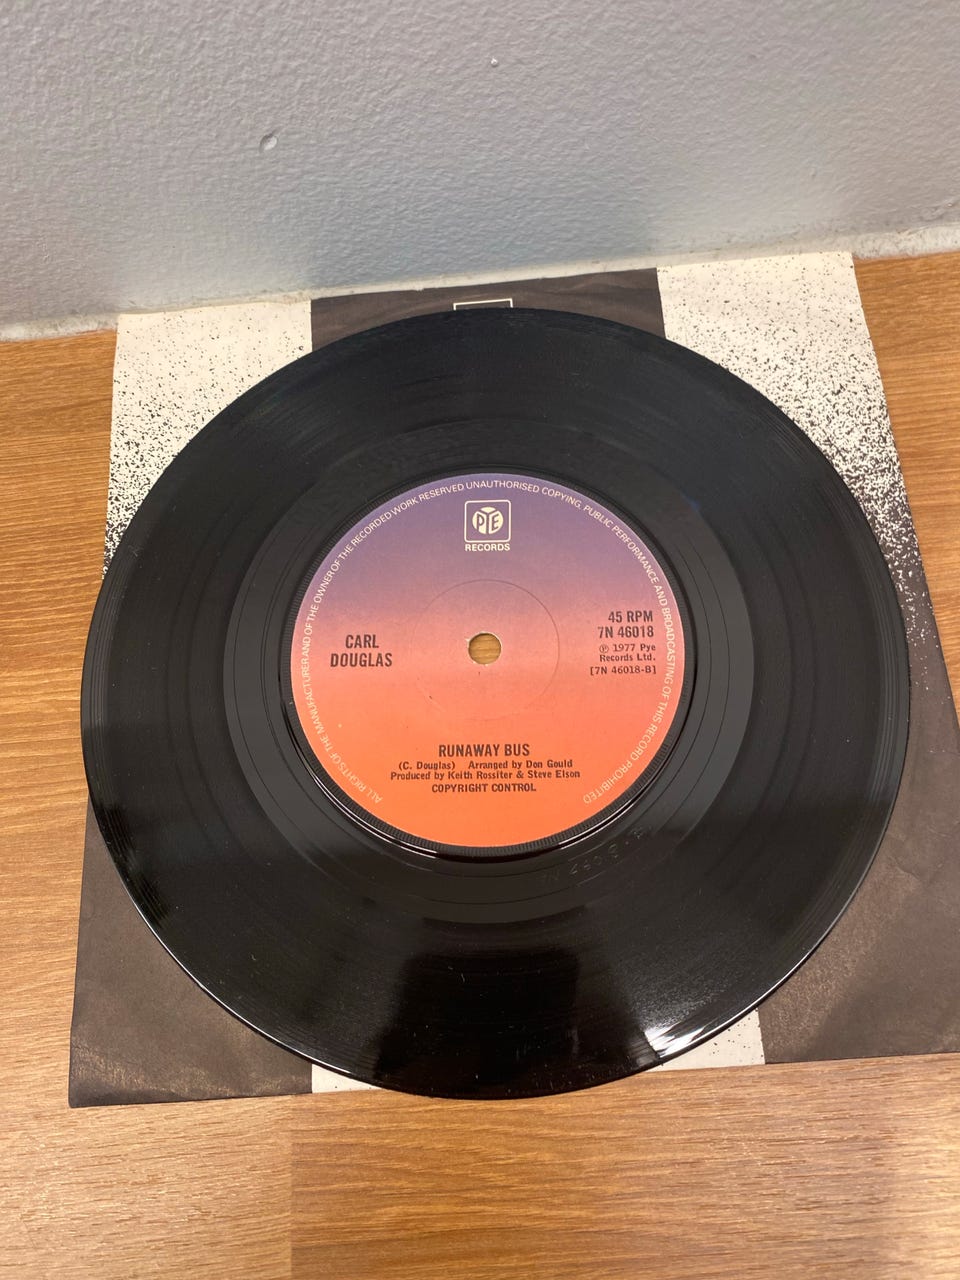 ALL RIGHTS OF THE MANUFACTURER AND OF THE OWNER OF THE RECORDED WORK RESERVED UNAUTHORISED COPYING, PUBLIC PERFORMANCE AND BROADCASTING OF THIS RECORD PROHIBITED
PYE
RECORDS
CARL
DOUGLAS
45 RPM
7N 46018
℗ 1977 Pye
Records Ltd.
[7N 46018-B]
RUNAWAY BUS
(C. Douglas) Arranged by Don Gould
Produced by Keith Rossiter & Steve Elson
COPYRIGHT CONTROL